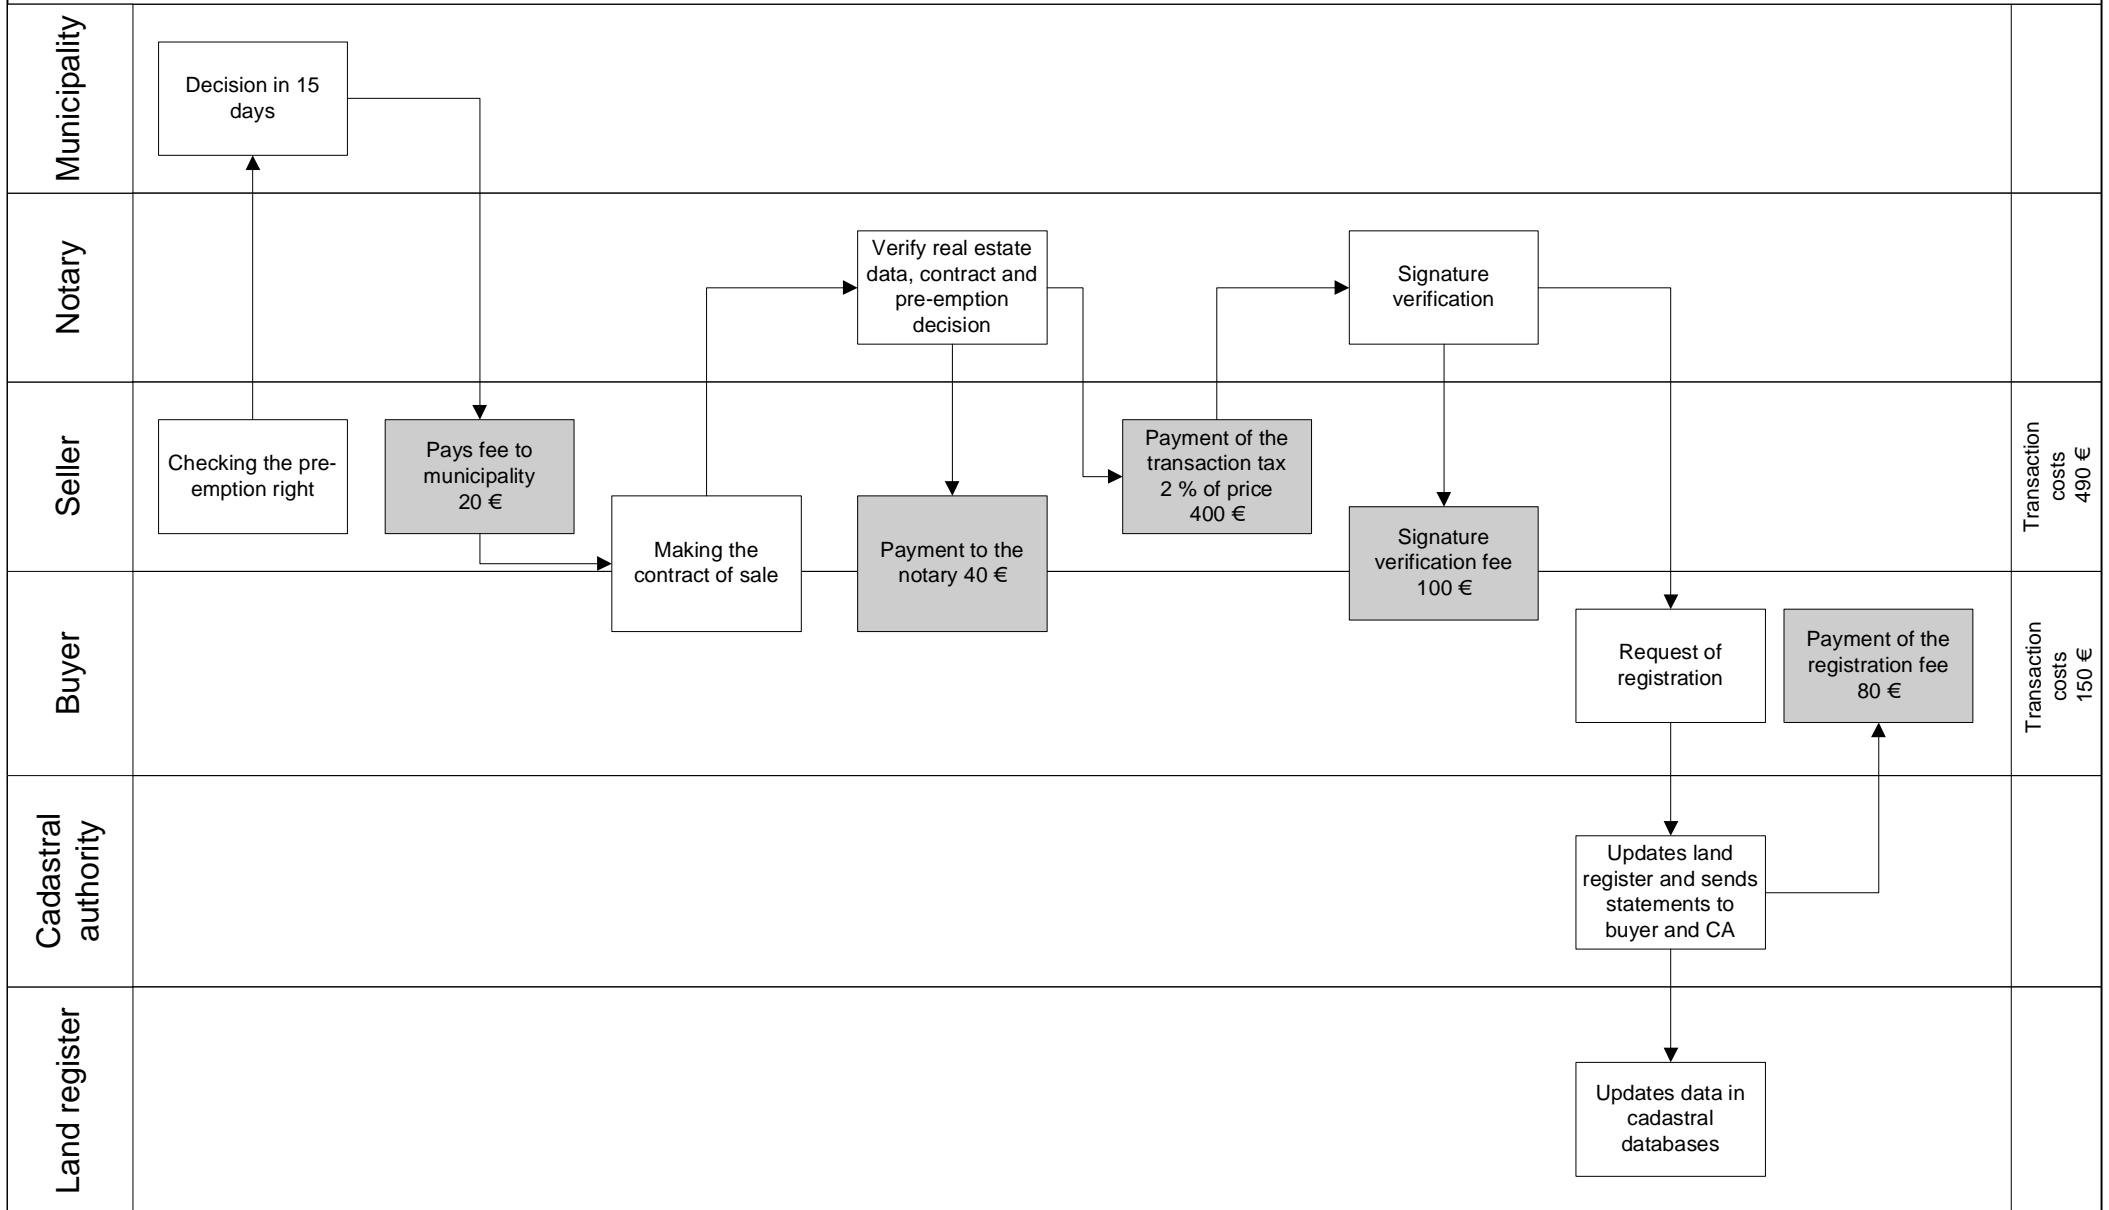 Municipality
Decision in 15
days
Notary
Verify real estate
data, contract and
pre-emption
decision
Signature
verification
Seller
Checking the pre-
emption right
Pays fee to
municipality
20 €
Making the
contract of sale
Payment to the
notary 40 €
Payment of the
transaction tax
2 % of price
400 €
Signature
verification fee
100 €
Transaction
costs
490 €
Buyer
Request of
registration
Payment of the
registration fee
80 €
Transaction
costs
150 €
Cadastral
authority
Updates land
register and sends
statements to
buyer and CA
Land register
Updates data in
cadastral
databases